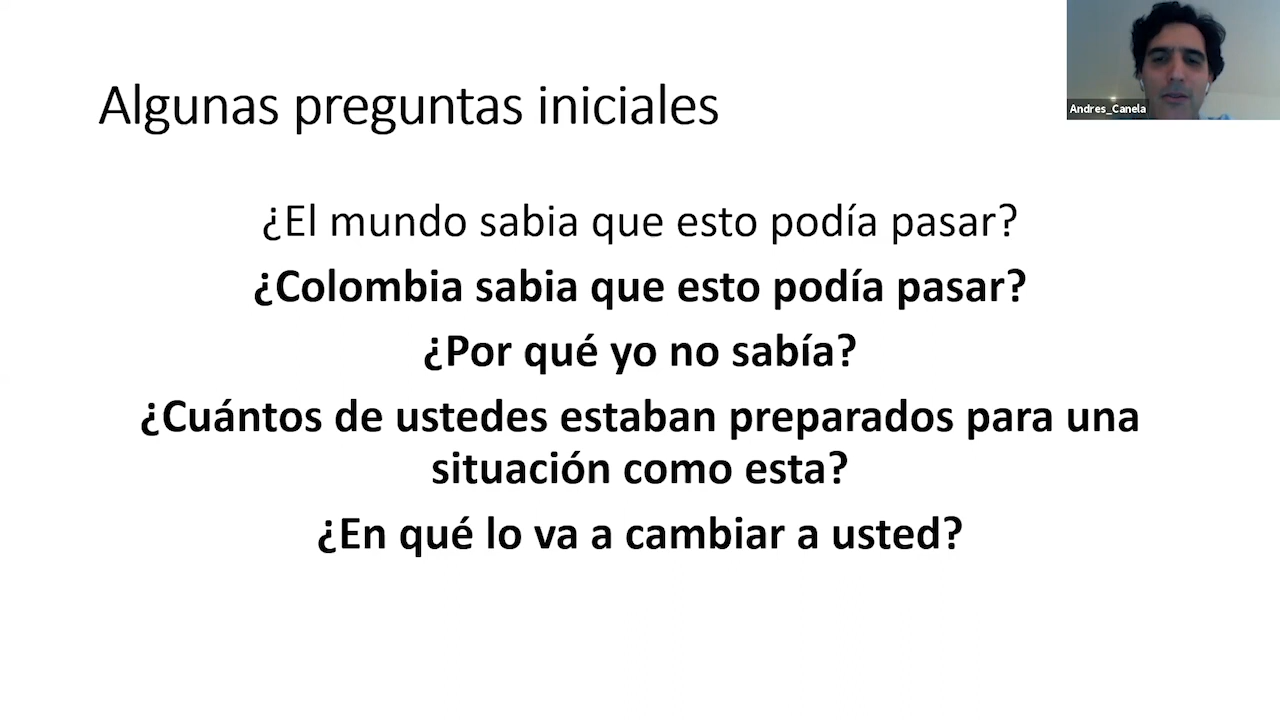 Andres_Canela
Algunas preguntas iniciales
¿El mundo sabia que esto podía pasar?
¿Colombia sabia que esto podía pasar?
¿Por qué yo no sabía?
¿Cuántos de ustedes estaban preparados para una
situación como esta?
¿En qué lo va a cambiar a usted?